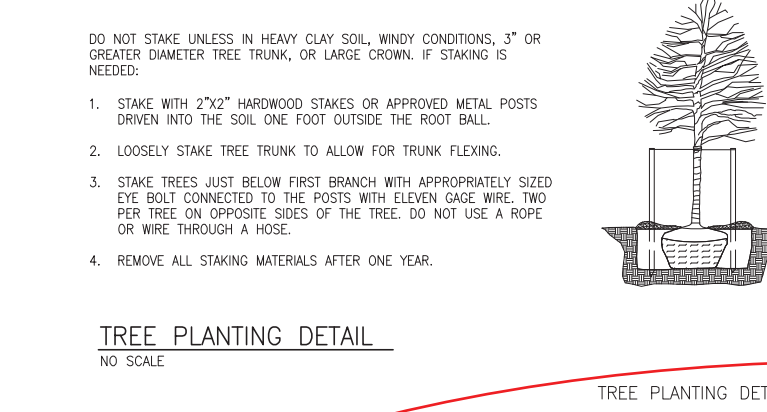 DO NOT STAKE UNLESS IN HEAVY CLAY SOIL, WINDY CONDITIONS, 3" OR
GREATER DIAMETER TREE TRUNK, OR LARGE CROWN. IF STAKING IS
NEEDED:
1. STAKE WITH 2"X2" HARDWOOD STAKES OR APPROVED METAL POSTS
DRIVEN INTO THE SOIL ONE FOOT OUTSIDE THE ROOT BALL.
2. LOOSELY STAKE TREE TRUNK TO ALLOW FOR TRUNK FLEXING.
3. STAKE TREES JUST BELOW FIRST BRANCH WITH APPROPRIATELY SIZED
EYE BOLT CONNECTED TO THE POSTS WITH ELEVEN GAGE WIRE. TWO
PER TREE ON OPPOSITE SIDES OF THE TREE. DO NOT USE A ROPE
OR WIRE THROUGH A HOSE.
4. REMOVE ALL STAKING MATERIALS AFTER ONE YEAR.
TREE PLANTING DETAIL
NO SCALE
TREE PLANTING DET